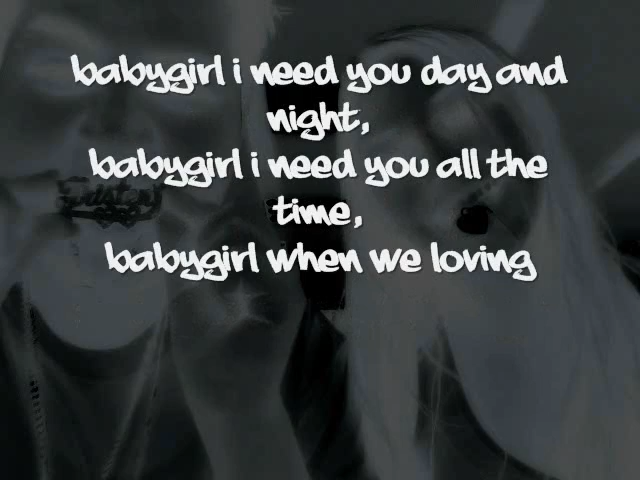 babygirl i need you day and
night,
babygirl i need you all the
time,
babygirl when we loving